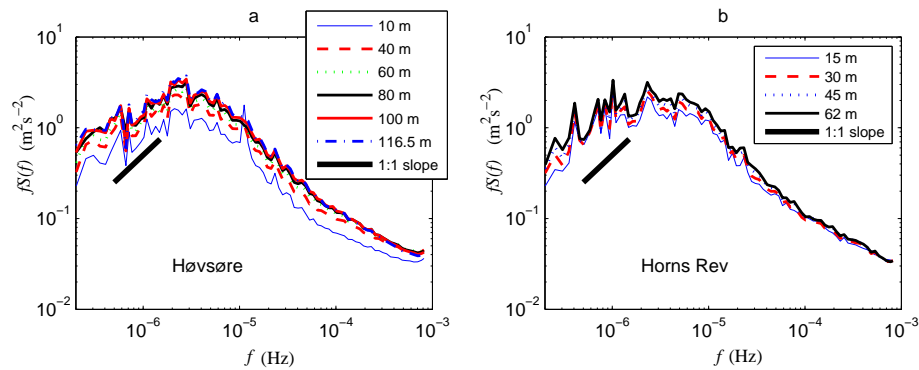 a
10 m
40 m
60 m
80 m
100 m
116.5 m
1:1 slope
10^1
10^0
10^-1
10^-2
fS(f) (m^2s^-2)
Høvsøre
10^-6
10^-5
10^-4
10^-3
f (Hz)
b
15 m
30 m
45 m
62 m
1:1 slope
10^1
10^0
10^-1
10^-2
fS(f) (m^2s^-2)
Horns Rev
10^-6
10^-5
10^-4
10^-3
f (Hz)